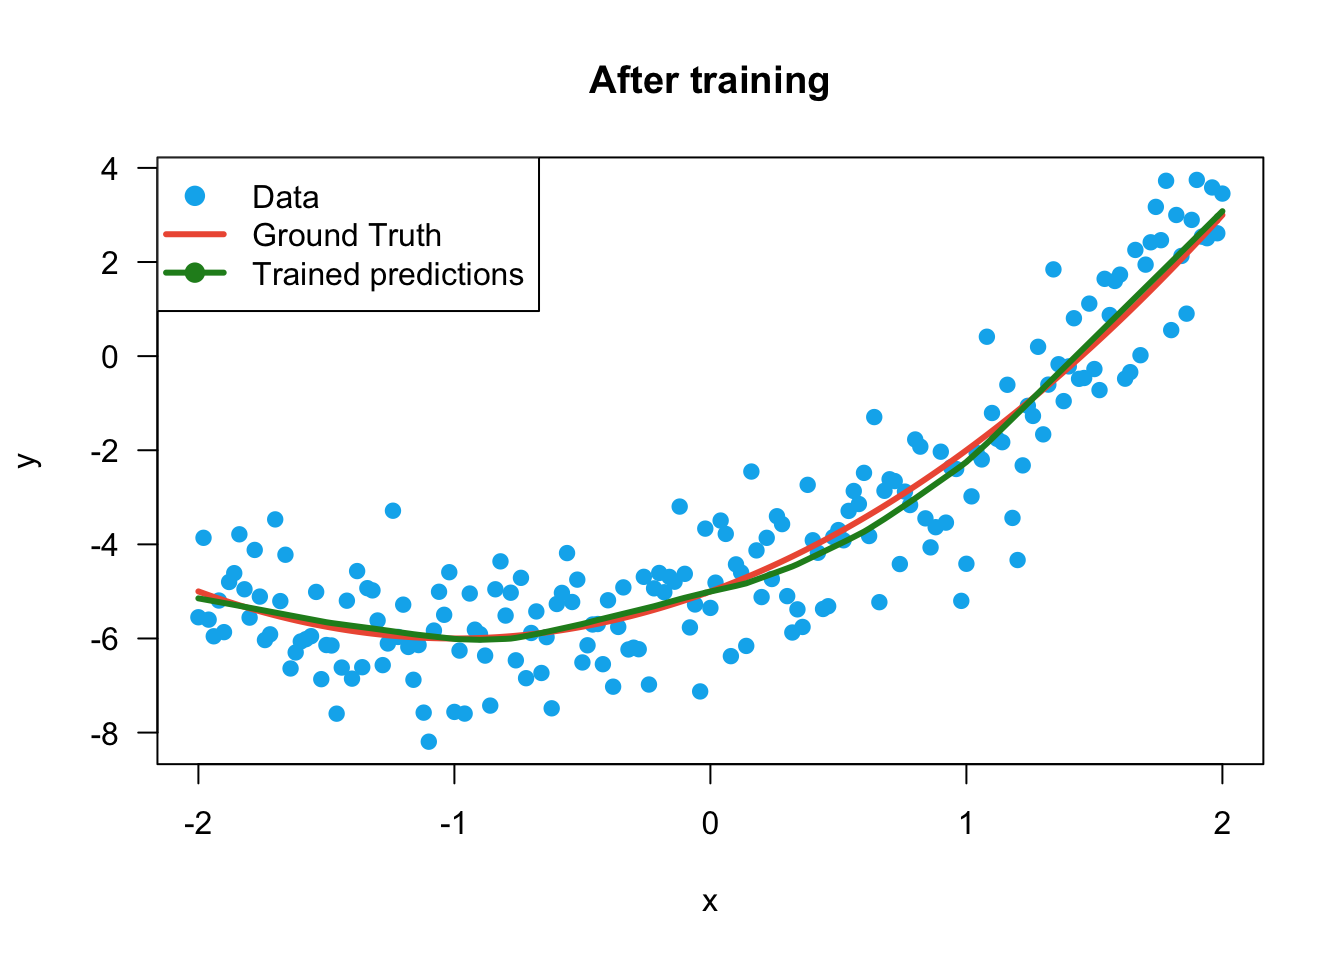 After training
Data
Ground Truth
Trained predictions
4
2
0
-2
-4
-6
-8
y
-2 -1 0 1 2
x